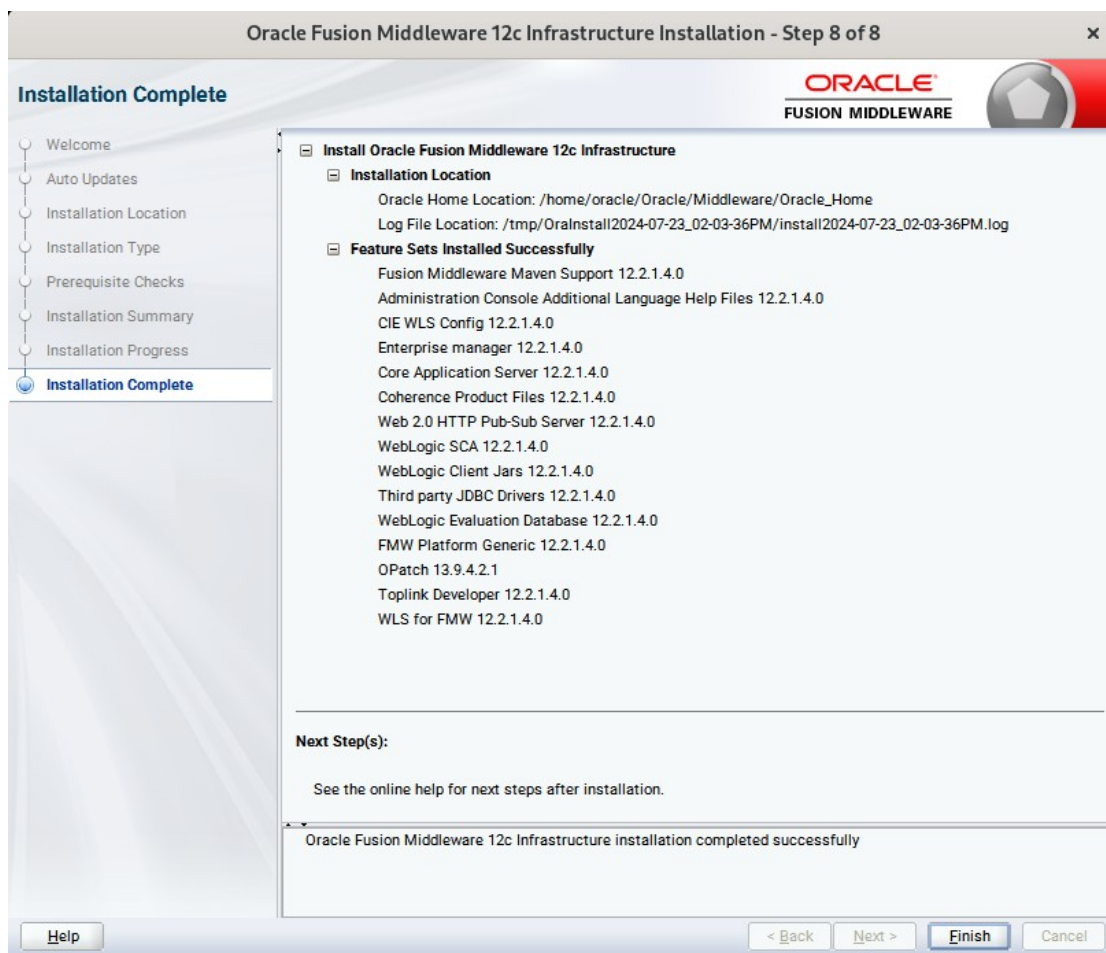 Oracle Fusion Middleware 12c Infrastructure Installation - Step 8 of 8
Installation Complete
ORACLE
FUSION MIDDLEWARE
Welcome
Auto Updates
Installation Location
Installation Type
Prerequisite Checks
Installation Summary
Installation Progress
Installation Complete
Install Oracle Fusion Middleware 12c Infrastructure
Installation Location
Oracle Home Location: /home/oracle/Oracle/Middleware/Oracle_Home
Log File Location: /tmp/OraInstall2024-07-23_02-03-36PM/install2024-07-23_02-03-36PM.log
Feature Sets Installed Successfully
Fusion Middleware Maven Support 12.2.1.4.0
Administration Console Additional Language Help Files 12.2.1.4.0
CIE WLS Config 12.2.1.4.0
Enterprise manager 12.2.1.4.0
Core Application Server 12.2.1.4.0
Coherence Product Files 12.2.1.4.0
Web 2.0 HTTP Pub-Sub Server 12.2.1.4.0
WebLogic SCA 12.2.1.4.0
WebLogic Client Jars 12.2.1.4.0
Third party JDBC Drivers 12.2.1.4.0
WebLogic Evaluation Database 12.2.1.4.0
FMW Platform Generic 12.2.1.4.0
OPatch 13.9.4.2.1
Toplink Developer 12.2.1.4.0
WLS for FMW 12.2.1.4.0
Next Step(s):
See the online help for next steps after installation.
Oracle Fusion Middleware 12c Infrastructure installation completed successfully
Help
< Back
Next >
Finish
Cancel